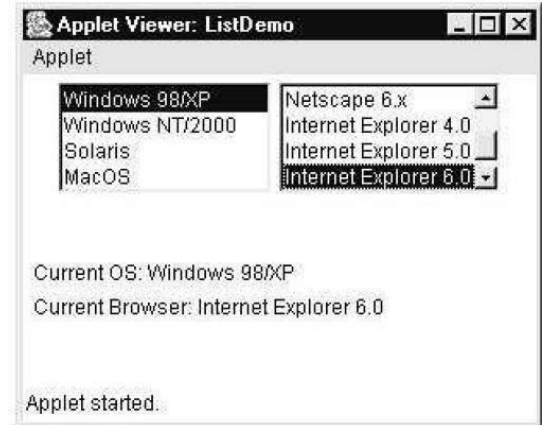 Applet Viewer: ListDemo
Applet
Windows 98/XP
Windows NT/2000
Solaris
MacOS
Netscape 6.x
Internet Explorer 4.0
Internet Explorer 5.0
Internet Explorer 6.0
Current OS: Windows 98/XP
Current Browser: Internet Explorer 6.0
Applet started.